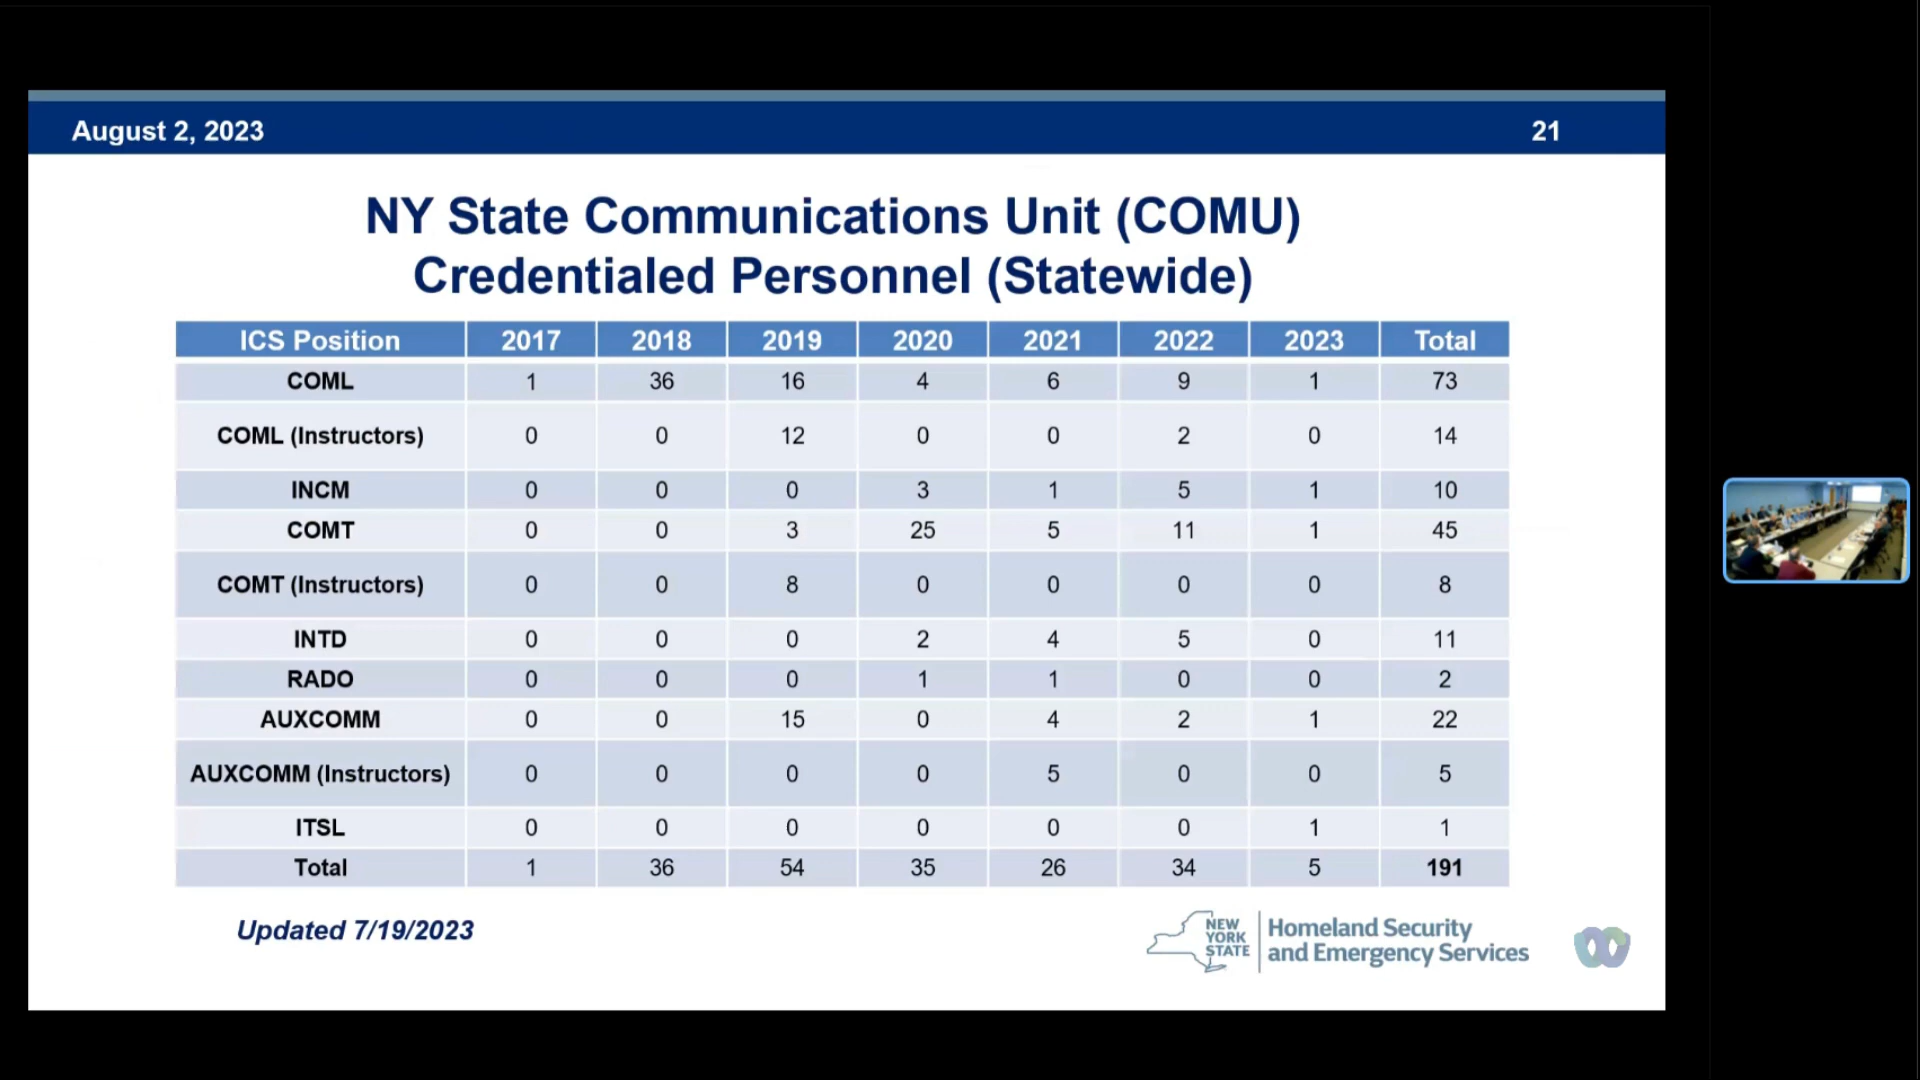 August 2, 2023 21
NY State Communications Unit (COMU)
Credentialed Personnel (Statewide)
ICS Position 2017 2018 2019 2020 2021 2022 2023 Total
COML 1 36 16 4 6 9 1 73
COML (Instructors) 0 0 12 0 0 2 0 14
INCM 0 0 0 3 1 5 1 10
COMT 0 0 3 25 5 11 1 45
COMT (Instructors) 0 0 8 0 0 0 0 8
INTD 0 0 0 2 4 5 0 11
RADO 0 0 0 1 1 0 0 2
AUXCOMM 0 0 15 0 4 2 1 22
AUXCOMM (Instructors) 0 0 0 0 5 0 0 5
ITSL 0 0 0 0 0 0 1 1
Total 1 36 54 35 26 34 5 191
Updated 7/19/2023
NEW
YORK
STATE
Homeland Security
and Emergency Services